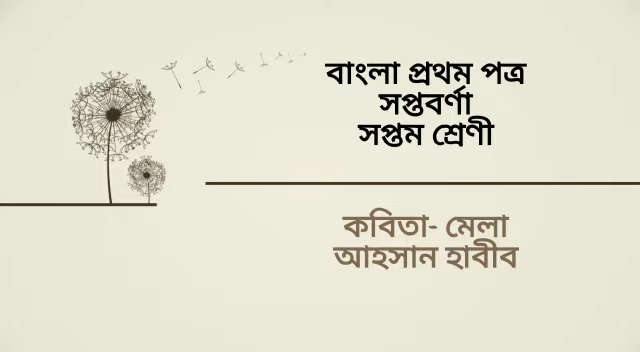 বাংলা প্রথম পত্র
সপ্তবর্ণা
সপ্তম শ্রেণী
কবিতা- মেলা
আহসান হাবীব